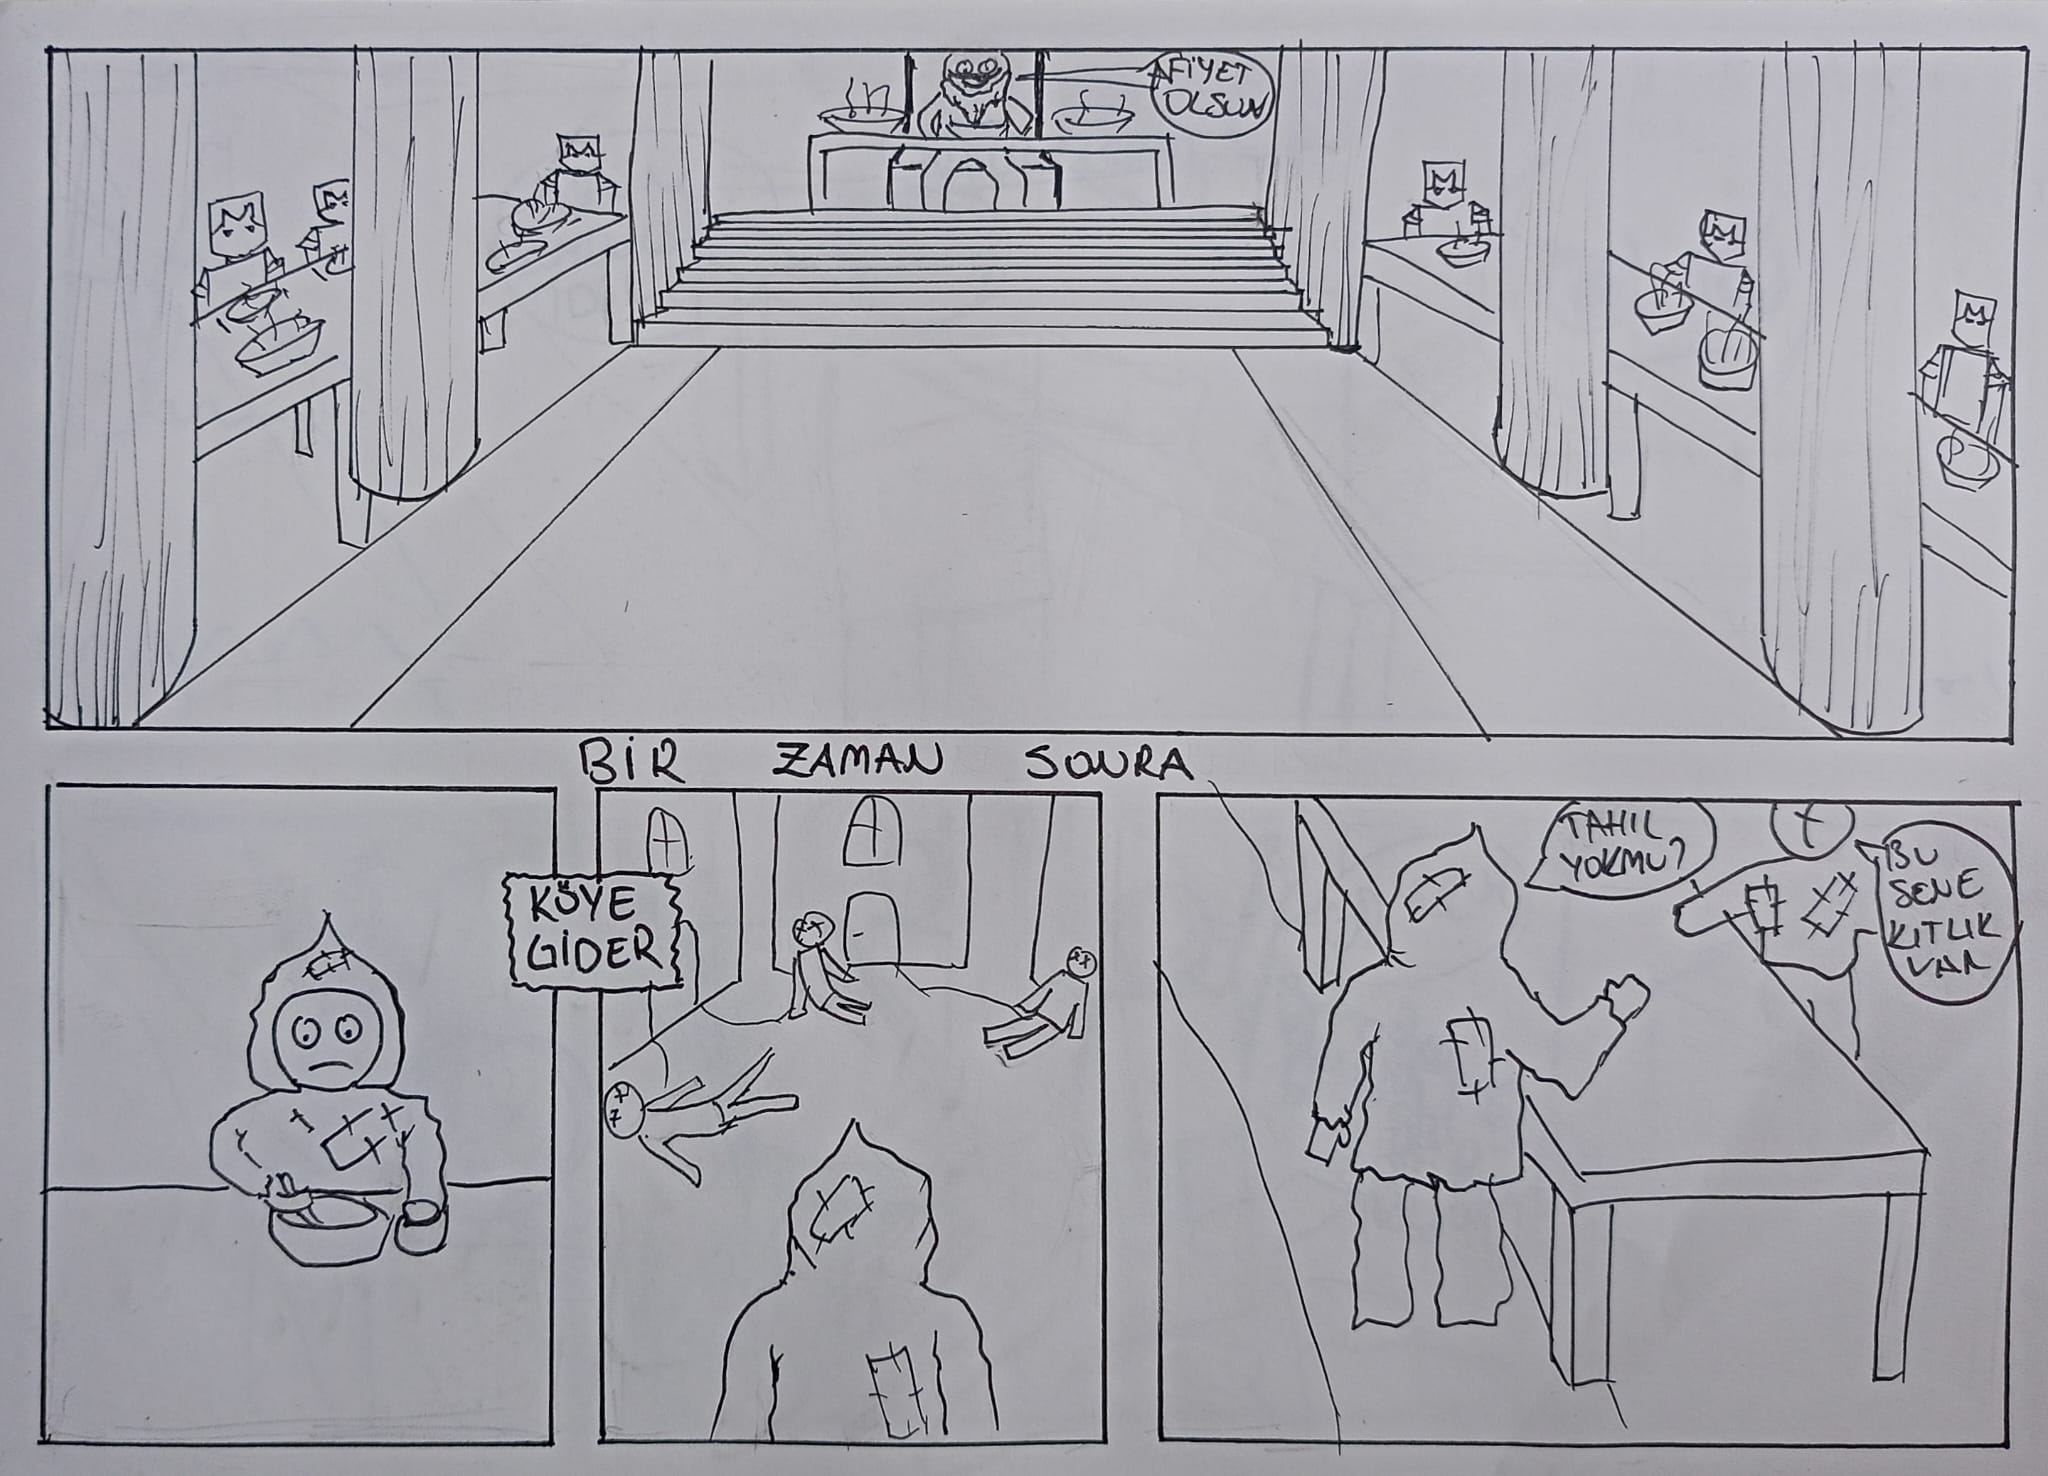 AFİYET
OLSUN
BİR ZAMAN SONRA
KÖYE
GİDER
TAHIL
YOKMU?
BU
SENE
KITLIK
VAR